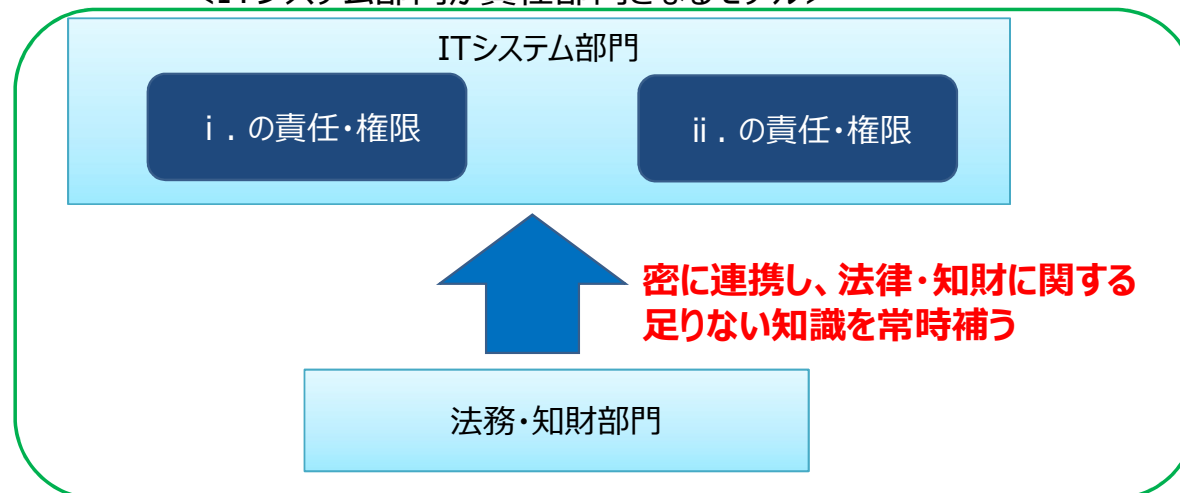 ITシステム部門
ⅰ．の責任・権限
ⅱ．の責任・権限
密に連携し、法律・知財に関する
足りない知識を常時補う
法務・知財部門